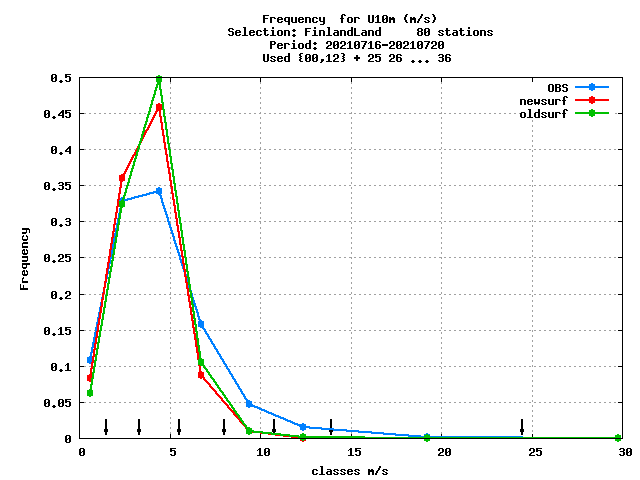 Frequency  for U10m (m/s)
Selection: FinlandLand     80 stations
Period: 20210716-20210720
Used {00,12} + 25 26 ... 36
OBS
newsurf
oldsurf
0.5
0.45
0.4
0.35
0.3
0.25
0.2
0.15
0.1
0.05
0
Frequency
0 5 10 15 20 25 30
classes m/s